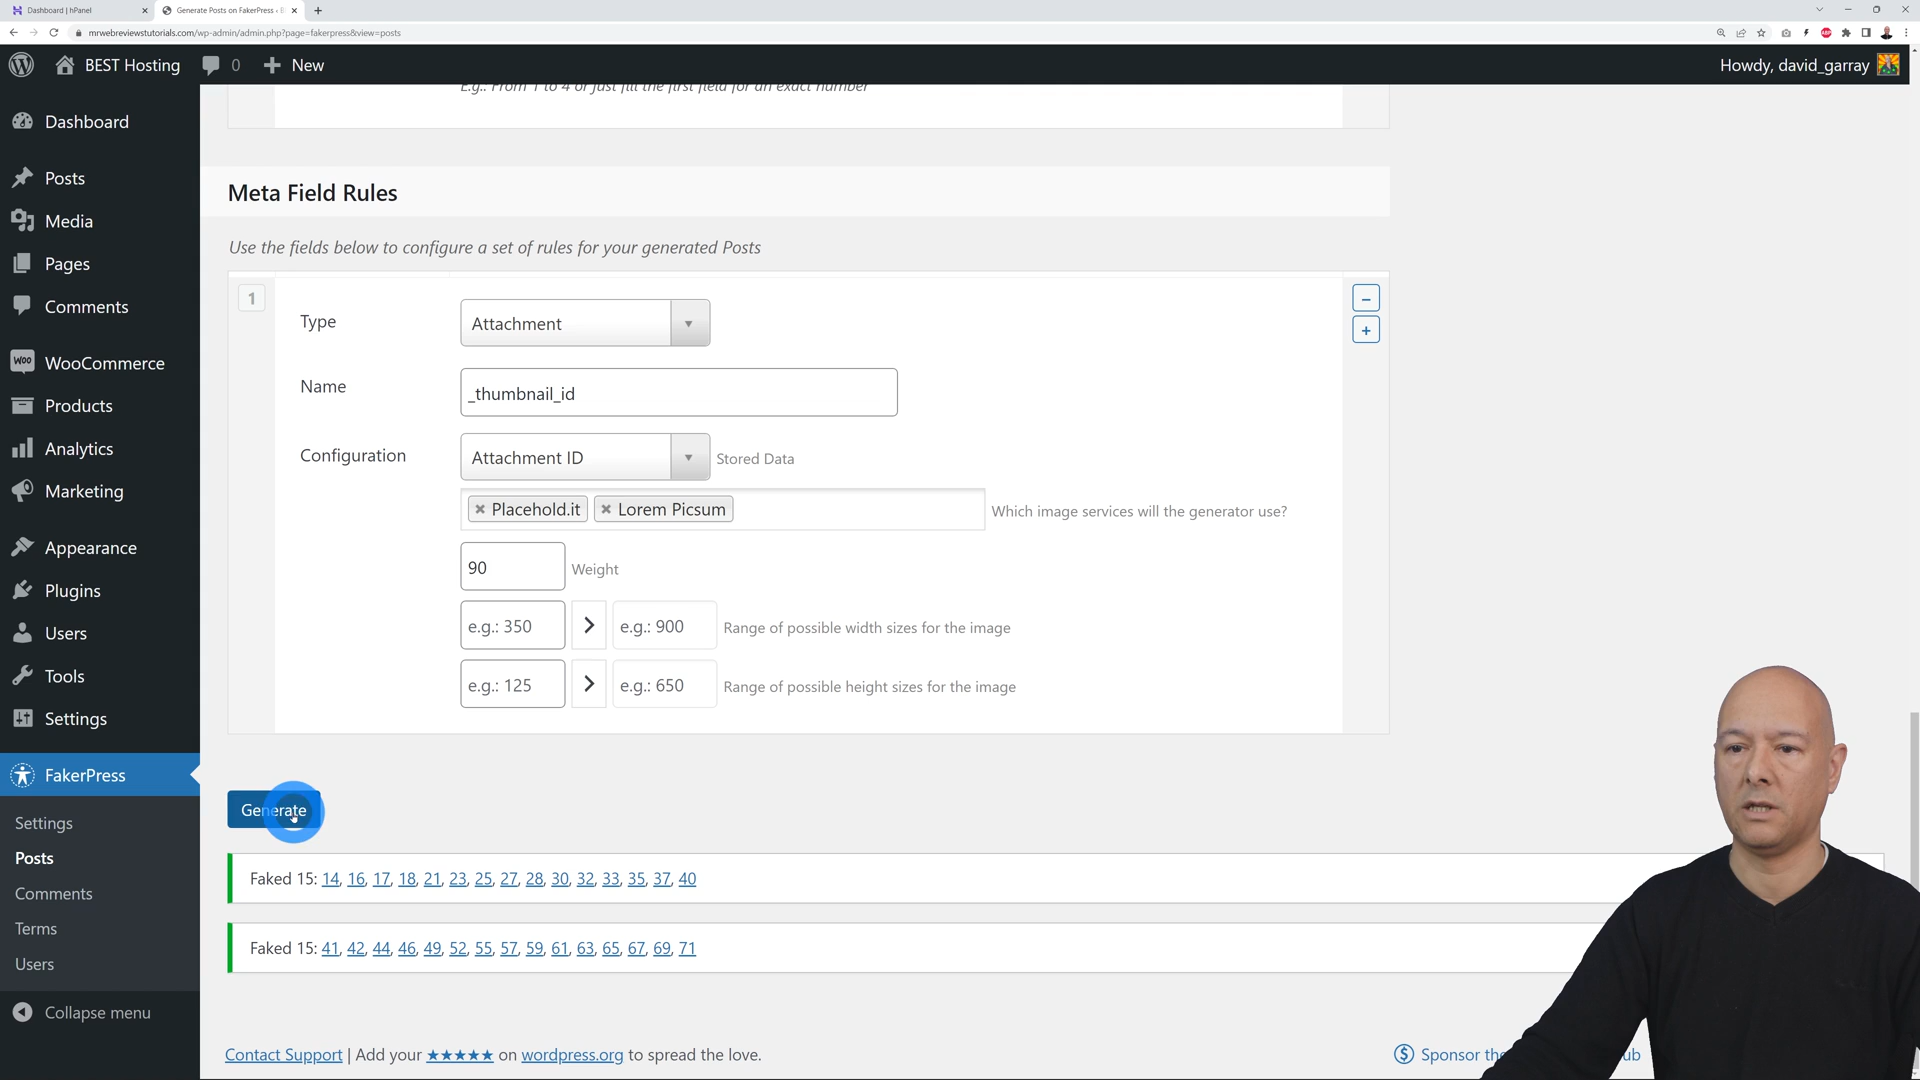 Dashboard | hPanel
Generate Posts on FakerPress ‹ B
mrwebreviewstutorials.com/wp-admin/admin.php?page=fakerpress&view=posts
BEST Hosting
0
New
Howdy, david_garray
Dashboard
Posts
Media
Pages
Comments
WooCommerce
Products
Analytics
Marketing
Appearance
Plugins
Users
Tools
Settings
FakerPress
Settings
Posts
Comments
Terms
Users
Collapse menu
E.g.: From 1 to 4 or just fill the first field for an exact number
Meta Field Rules
Use the fields below to configure a set of rules for your generated Posts
1
Type
Attachment
Name
_thumbnail_id
Configuration
Attachment ID
Stored Data
× Placehold.it × Lorem Picsum
Which image services will the generator use?
90
Weight
e.g.: 350
e.g.: 900
Range of possible width sizes for the image
e.g.: 125
e.g.: 650
Range of possible height sizes for the image
Generate
Faked 15: 14, 16, 17, 18, 21, 23, 25, 27, 28, 30, 32, 33, 35, 37, 40
Faked 15: 41, 42, 44, 46, 49, 52, 55, 57, 59, 61, 63, 65, 67, 69, 71
Contact Support | Add your ★★★★★ on wordpress.org to spread the love.
Sponsor